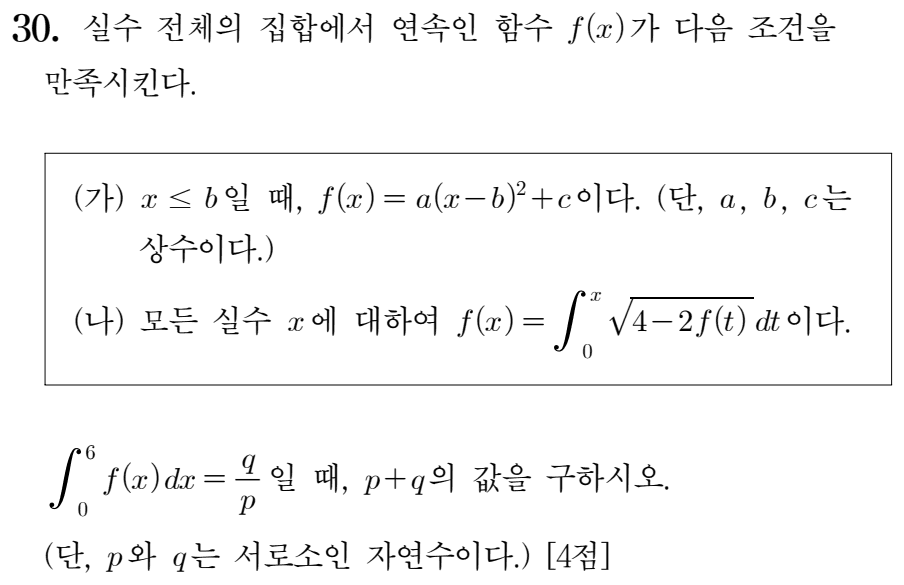 30. 실수 전체의 집합에서 연속인 함수 f(x)가 다음 조건을
만족시킨다.
(가) x ≤ b일 때, f(x) = a(x−b)²+c이다. (단, a, b, c는
상수이다.)
(나) 모든 실수 x에 대하여 f(x) = ∫₀ˣ √(4−2f(t)) dt이다.
∫₀⁶ f(x)dx = q/p 일 때, p+q의 값을 구하시오.
(단, p와 q는 서로소인 자연수이다.) [4점]